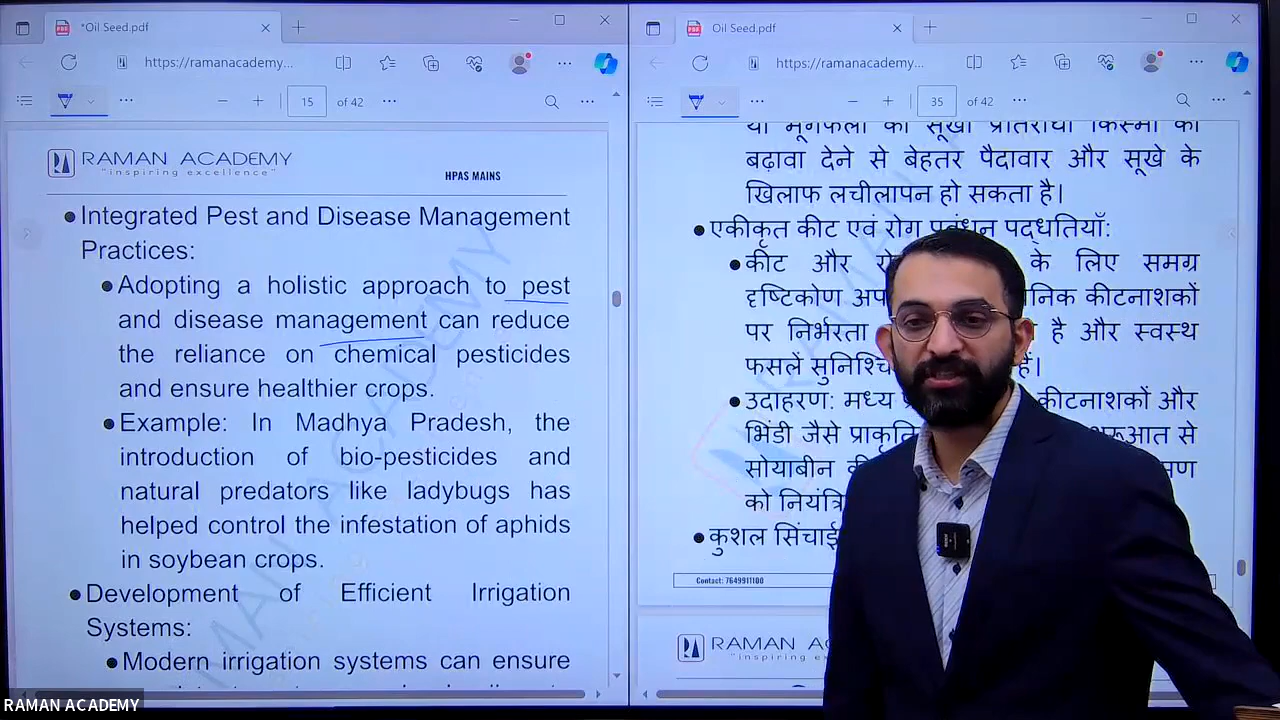 *Oil Seed.pdf
https://ramanacademy...
15 of 42
RAMAN ACADEMY
"inspiring excellence"
HPAS MAINS
Integrated Pest and Disease Management
Practices:
Adopting a holistic approach to pest
and disease management can reduce
the reliance on chemical pesticides
and ensure healthier crops.
Example: In Madhya Pradesh, the
introduction of bio-pesticides and
natural predators like ladybugs has
helped control the infestation of aphids
in soybean crops.
Development of Efficient Irrigation
Systems:
Modern irrigation systems can ensure
Oil Seed.pdf
https://ramanacademy...
35 of 42
या मूंगफली की सूखा प्रतिरोधी किस्मों को
बढ़ावा देने से बेहतर पैदावार और सूखे के
खिलाफ लचीलापन हो सकता है।
एकीकृत कीट एवं रोग प्रबंधन पद्धतियाँ:
कीट और के लिए समग्र
दृष्टिकोण कीटनाशकों
पर निर्भरता है और स्वस्थ
फसलें हैं।
उदाहरण: मध्य कीटनाशकों और
भिंडी जैसे से
सोयाबीन
को
कुशल सिंचाई
Contact: 7649911100
RAMAN
RAMAN ACADEMY